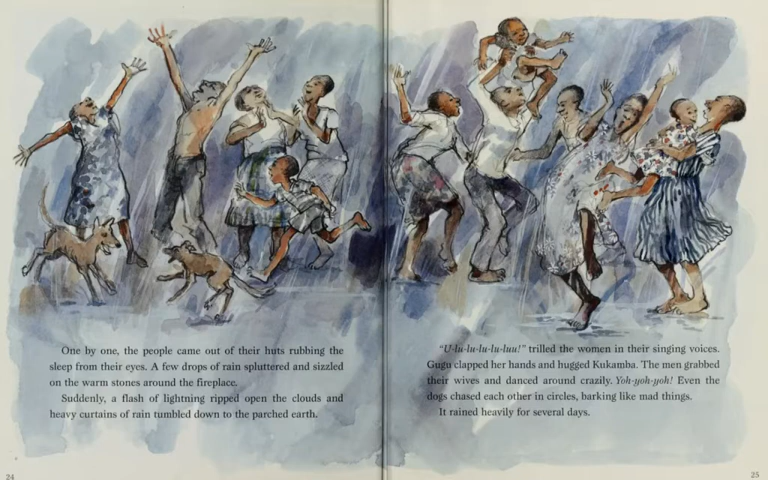 One by one, the people came out of their huts rubbing the
sleep from their eyes. A few drops of rain spluttered and sizzled
on the warm stones around the fireplace.
Suddenly, a flash of lightning ripped open the clouds and
heavy curtains of rain tumbled down to the parched earth.
24
“U-lu-lu-lu-lu-luu!” trilled the women in their singing voices.
Gugu clapped her hands and hugged Kukamba. The men grabbed
their wives and danced around crazily. Yoh-yoh-yoh! Even the
dogs chased each other in circles, barking like mad things.
It rained heavily for several days.
25